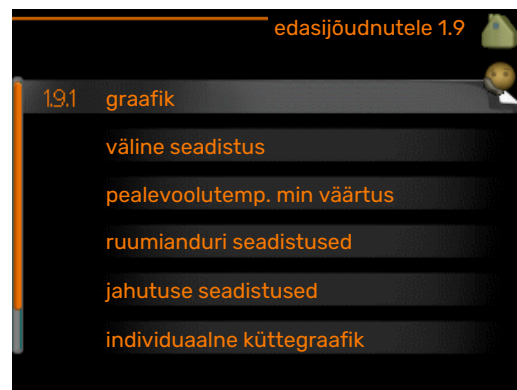 edasijõudnutele 1.9
1.9.1 graafik
väline seadistus
pealevoolutemp. min väärtus
ruumianduri seadistused
jahutuse seadistused
individuaalne küttegraafik